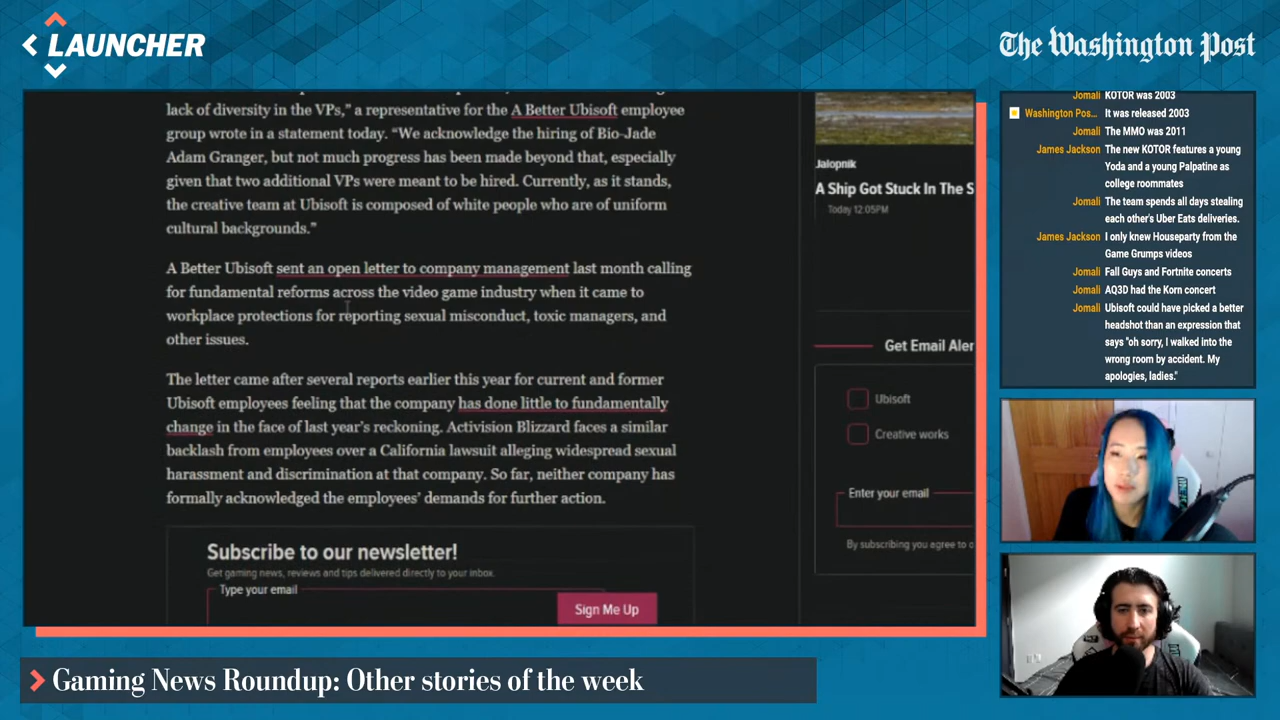 LAUNCHER
The Washington Post
lack of diversity in the VPs,” a representative for the A Better Ubisoft employee
group wrote in a statement today. “We acknowledge the hiring of Bio-Jade
Adam Granger, but not much progress has been made beyond that, especially
given that two additional VPs were meant to be hired. Currently, as it stands,
the creative team at Ubisoft is composed of white people who are of uniform
cultural backgrounds.”
A Better Ubisoft sent an open letter to company management last month calling
for fundamental reforms across the video game industry when it came to
workplace protections for reporting sexual misconduct, toxic managers, and
other issues.
The letter came after several reports earlier this year for current and former
Ubisoft employees feeling that the company has done little to fundamentally
change in the face of last year’s reckoning. Activision Blizzard faces a similar
backlash from employees over a California lawsuit alleging widespread sexual
harassment and discrimination at that company. So far, neither company has
formally acknowledged the employees’ demands for further action.
Subscribe to our newsletter!
Get gaming news, reviews and tips delivered directly to your inbox.
Type your email
Sign Me Up
Jalopnik
A Ship Got Stuck In The S
Today 12:05PM
Get Email Aler
Ubisoft
Creative works
Enter your email
By subscribing you agree to o
Jomali KOTOR was 2003
Washington Pos... It was released 2003
Jomali The MMO was 2011
James Jackson The new KOTOR features a young
Yoda and a young Palpatine as
college roommates
Jomali The team spends all days stealing
each other's Uber Eats deliveries.
James Jackson I only knew Houseparty from the
Game Grumps videos
Jomali Fall Guys and Fortnite concerts
Jomali AQ3D had the Korn concert
Jomali Ubisoft could have picked a better
headshot than an expression that
says "oh sorry, I walked into the
wrong room by accident. My
apologies, ladies."
Gaming News Roundup: Other stories of the week